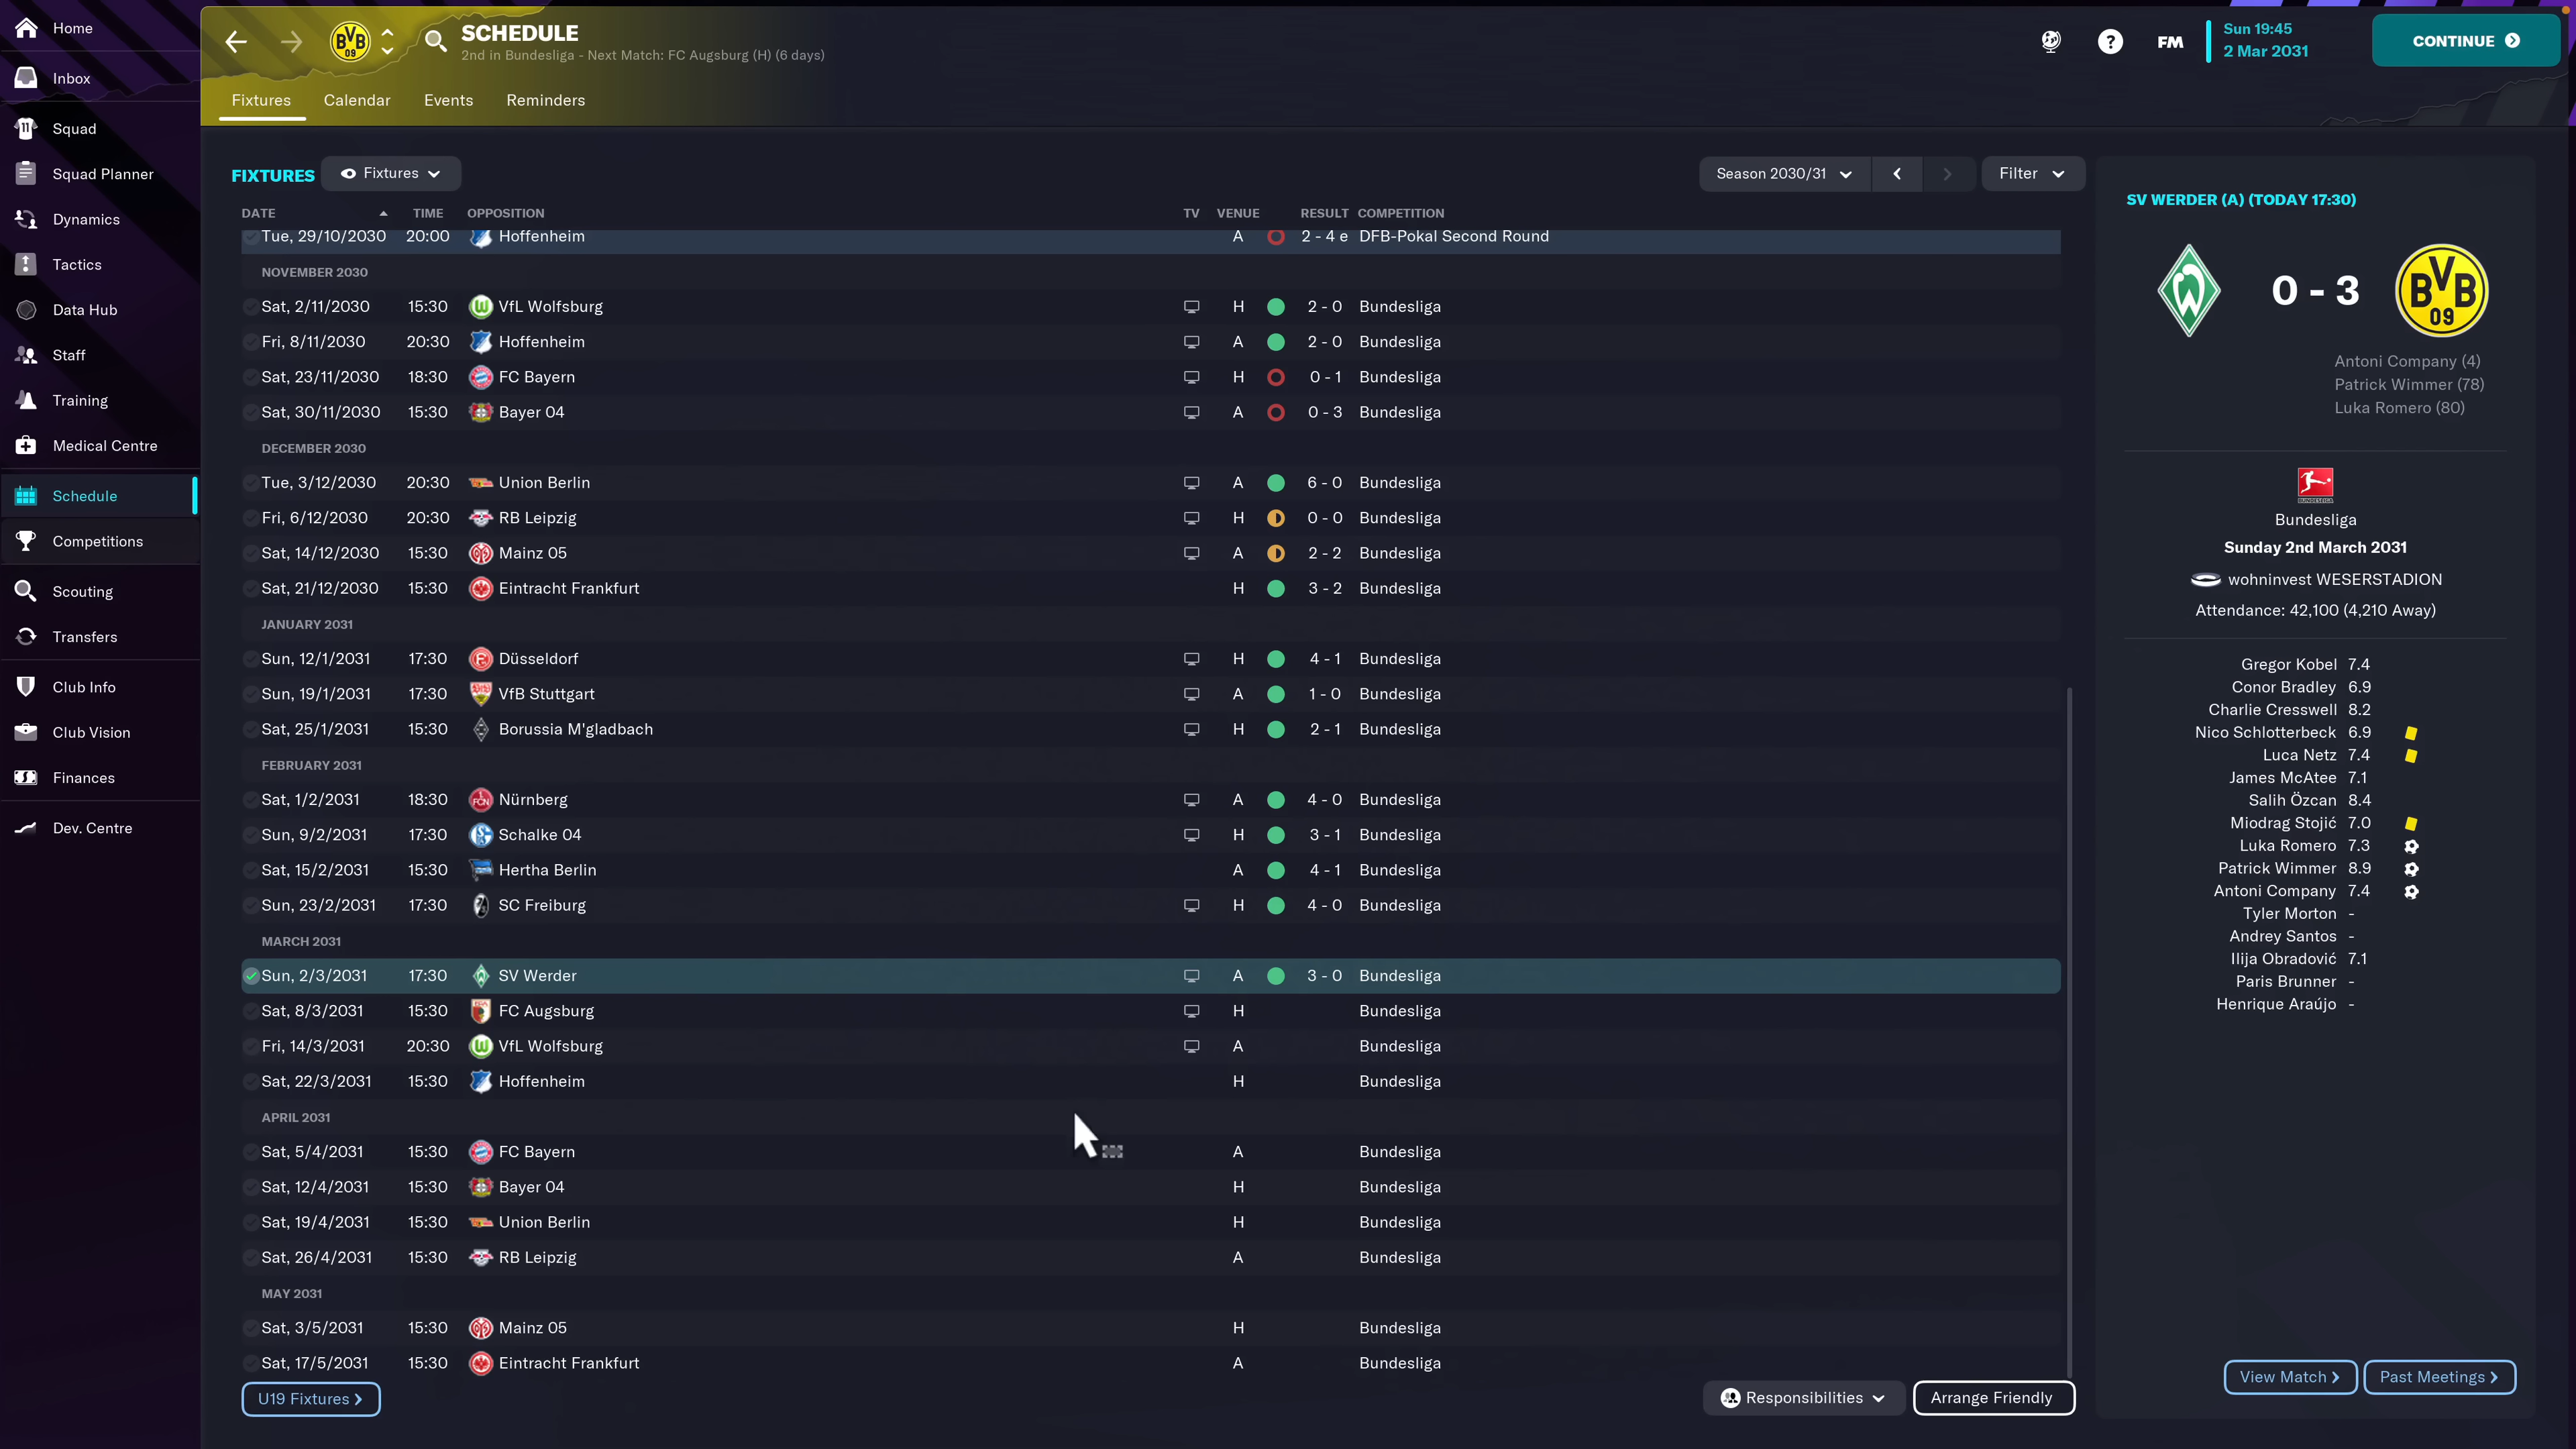 Home
Inbox
Squad
Squad Planner
Dynamics
Tactics
Data Hub
Staff
Training
Medical Centre
Schedule
Competitions
Scouting
Transfers
Club Info
Club Vision
Finances
Dev. Centre
SCHEDULE
2nd in Bundesliga - Next Match: FC Augsburg (H) (6 days)
FM
Sun 19:45
2 Mar 2031
CONTINUE
Fixtures Calendar Events Reminders
FIXTURES Fixtures Season 2030/31 Filter
DATE TIME OPPOSITION TV VENUE RESULT COMPETITION
Tue, 29/10/2030 20:00 Hoffenheim A 2 - 4 e DFB-Pokal Second Round
NOVEMBER 2030
Sat, 2/11/2030 15:30 VfL Wolfsburg H 2 - 0 Bundesliga
Fri, 8/11/2030 20:30 Hoffenheim A 2 - 0 Bundesliga
Sat, 23/11/2030 18:30 FC Bayern H 0 - 1 Bundesliga
Sat, 30/11/2030 15:30 Bayer 04 A 0 - 3 Bundesliga
DECEMBER 2030
Tue, 3/12/2030 20:30 Union Berlin A 6 - 0 Bundesliga
Fri, 6/12/2030 20:30 RB Leipzig H 0 - 0 Bundesliga
Sat, 14/12/2030 15:30 Mainz 05 A 2 - 2 Bundesliga
Sat, 21/12/2030 15:30 Eintracht Frankfurt H 3 - 2 Bundesliga
JANUARY 2031
Sun, 12/1/2031 17:30 Düsseldorf H 4 - 1 Bundesliga
Sun, 19/1/2031 17:30 VfB Stuttgart A 1 - 0 Bundesliga
Sat, 25/1/2031 15:30 Borussia M'gladbach H 2 - 1 Bundesliga
FEBRUARY 2031
Sat, 1/2/2031 18:30 Nürnberg A 4 - 0 Bundesliga
Sun, 9/2/2031 17:30 Schalke 04 H 3 - 1 Bundesliga
Sat, 15/2/2031 15:30 Hertha Berlin A 4 - 1 Bundesliga
Sun, 23/2/2031 17:30 SC Freiburg H 4 - 0 Bundesliga
MARCH 2031
Sun, 2/3/2031 17:30 SV Werder A 3 - 0 Bundesliga
Sat, 8/3/2031 15:30 FC Augsburg H Bundesliga
Fri, 14/3/2031 20:30 VfL Wolfsburg A Bundesliga
Sat, 22/3/2031 15:30 Hoffenheim H Bundesliga
APRIL 2031
Sat, 5/4/2031 15:30 FC Bayern A Bundesliga
Sat, 12/4/2031 15:30 Bayer 04 H Bundesliga
Sat, 19/4/2031 15:30 Union Berlin H Bundesliga
Sat, 26/4/2031 15:30 RB Leipzig A Bundesliga
MAY 2031
Sat, 3/5/2031 15:30 Mainz 05 H Bundesliga
Sat, 17/5/2031 15:30 Eintracht Frankfurt A Bundesliga
U19 Fixtures Responsibilities Arrange Friendly
SV WERDER (A) (TODAY 17:30)
0 - 3
BVB 09
Antoni Company (4)
Patrick Wimmer (78)
Luka Romero (80)
BUNDESLIGA
Bundesliga
Sunday 2nd March 2031
wohninvest WESERSTADION
Attendance: 42,100 (4,210 Away)
Gregor Kobel 7.4
Conor Bradley 6.9
Charlie Cresswell 8.2
Nico Schlotterbeck 6.9
Luca Netz 7.4
James McAtee 7.1
Salih Özcan 8.4
Miodrag Stojić 7.0
Luka Romero 7.3
Patrick Wimmer 8.9
Antoni Company 7.4
Tyler Morton -
Andrey Santos -
Ilija Obradović 7.1
Paris Brunner -
Henrique Araújo -
View Match Past Meetings